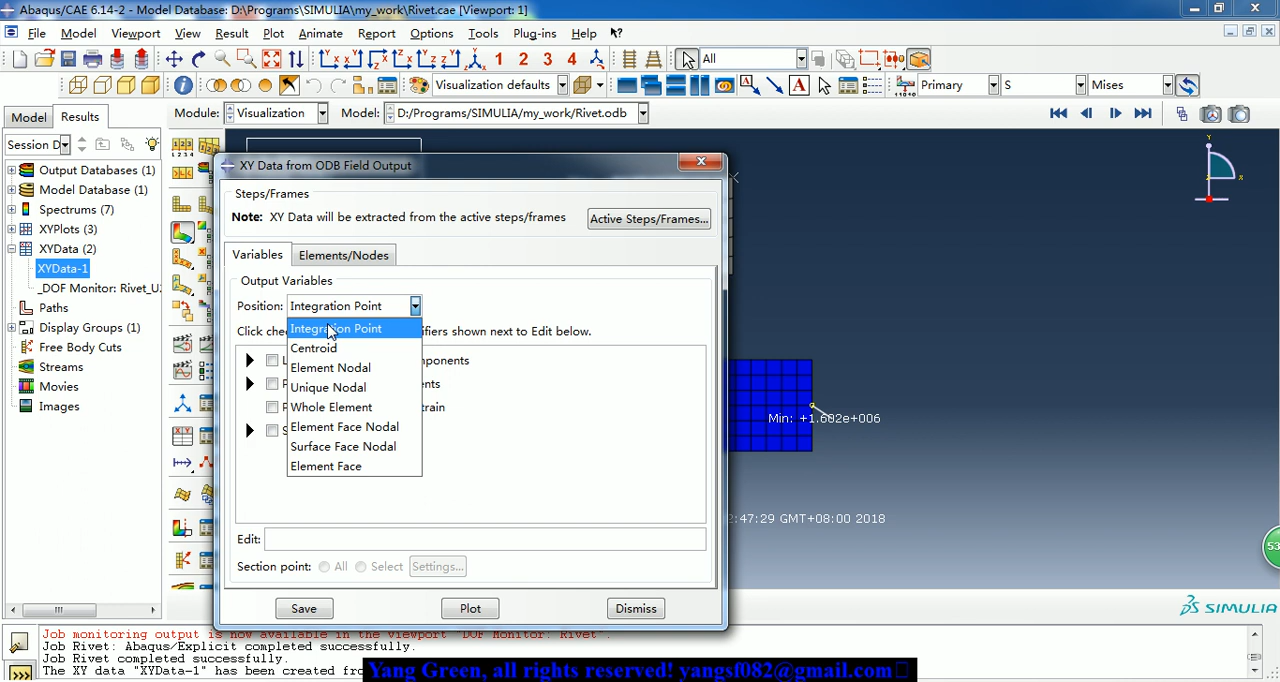 Abaqus/CAE 6.14-2 - Model Database: D:\Programs\SIMULIA\my_work\Rivet.cae [Viewport: 1]
File Model Viewport View Result Plot Animate Report Options Tools Plug-ins Help
All
1 2 3 4
Visualization defaults Primary S Mises
Model Results Module: Visualization Model: D:/Programs/SIMULIA/my_work/Rivet.odb
Session D
Output Databases (1)
Model Database (1)
Spectrums (7)
XYPlots (3)
XYData (2)
XYData-1
_DOF Monitor: Rivet_U
Paths
Display Groups (1)
Free Body Cuts
Streams
Movies
Images
XY Data from ODB Field Output
Steps/Frames
Note: XY Data will be extracted from the active steps/frames Active Steps/Frames...
Variables Elements/Nodes
Output Variables
Position: Integration Point
Integration Point
Centroid
Element Nodal
Unique Nodal
Whole Element
Element Face Nodal
Surface Face Nodal
Element Face
shown next to Edit below.
Edit:
Section point: All Select Settings...
Save Plot Dismiss
Min: +1.602e+006
2:47:29 GMT+08:00 2018
53
SIMULIA
Job monitoring output is now available in the viewport "DOF Monitor: Rivet".
Job Rivet: Abaqus/Explicit completed successfully.
Job Rivet completed successfully.
The XY data "XYData-1" has been created
Yang Green, all rights reserved! yangsf082@gmail.com